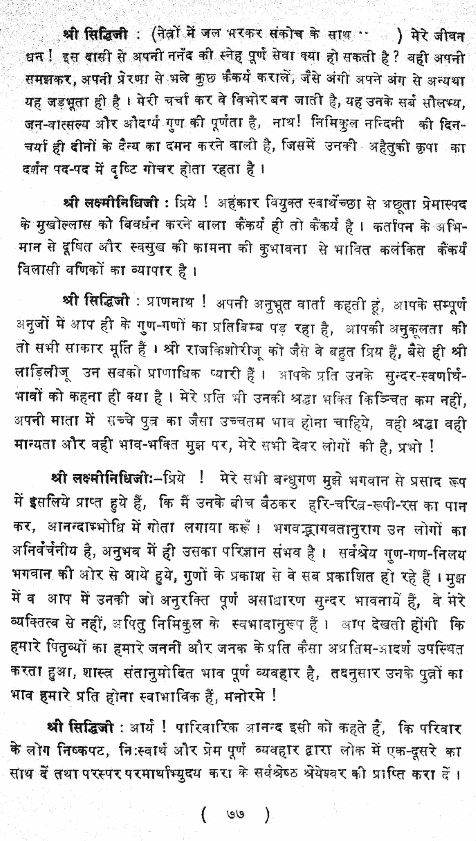 श्री सिद्धिजी : (नेत्रों में जल भरकर संकोच के साथ ·· ) मेरे जीवन
धन ! इस दासी से अपनी ननंद की स्नेह पूर्ण सेवा क्या हो सकती है ? वही अपनी
समझकर, अपनी प्रेरणा से भले कुछ कैंकर्य करालें, जैसे अंगी अपने अंग से अन्यथा
यह जड़भूता ही है । मेरी चर्चा कर वे विभोर बन जाती है, यह उनके सर्व सौलभ्य,
जन-वात्सल्य और औदार्य गुण की पूर्णता है, नाथ! निमिकुल नन्दिनी की दिन-
चर्या ही दीनों के दैन्य का दमन करने वाली है, जिसमें उनकी अहैतुकी कृपा का
दर्शन पद-पद में दृष्टि गोचर होता रहता है ।
श्री लक्ष्मीनिधिजी : प्रिये ! अहंकार वियुक्त स्वार्थेच्छा से अछूता प्रेमास्पद
के मुखोल्लास को विवर्धन करने वाला कैंकर्य ही तो कैंकर्य है । कर्तापन के अभि-
मान से दूषित और स्वसुख की कामना की कुभावना से भावित कलंकित कैंकर्य
विलासी वणिकों का व्यापार है ।
श्री सिद्धिजी : प्राणनाथ ! अपनी अनुभूत वार्ता कहती हूं, आपके सम्पूर्ण
अनुजों में आप ही के गुण-गणों का प्रतिबिम्ब पड़ रहा है, आपकी अनुकूलता की
तो सभी साकार मूर्ति हैं । श्री राजकिशोरीजू को जैसे वे बहुत प्रिय हैं, वैसे ही श्री
लाड़िलीजू उन सबको प्राणाधिक प्यारी हैं । आपके प्रति उनके सुन्दर-स्वर्णार्थ-
भावों को कहना ही क्या है । मेरे प्रति भी उनकी श्रद्धा भक्ति किञ्चित कम नहीं,
अपनी माता में सच्चे पुत्र का जैसा उच्चतम भाव होना चाहिये, वही श्रद्धा वही
मान्यता और वही भाव-भक्ति मुझ पर, मेरे सभी देवर लोगों की है, प्रभो !
श्री लक्ष्मीनिधिजीः–प्रिये ! मेरे सभी बन्धुगण मुझे भगवान से प्रसाद रूप
में इसलिये प्राप्त हुये हैं, कि मैं उनके बीच बैठकर हरि-चरित्र-रूपी-रस का पान
कर, आनन्दाम्भोधि में गोता लगाया करूँ । भगवद्भागवतानुराग उन लोगों का
अनिर्वचनीय है, अनुभव में ही उसका परिज्ञान संभव है । सर्वश्रेय गुण-गण-निलय
भगवान की ओर से आये हुये, गुणों के प्रकाश से वे सब प्रकाशित हो रहे हैं । मुझ
में व आप में उनकी जो अनुरक्ति पूर्ण असाधारण सुन्दर भावनायें हैं, वे मेरे
व्यक्तित्व से नहीं, अपितु निमिकुल के स्वभादानुरूप हैं । आप देखती होंगी कि
हमारे पितृव्यों का हमारे जननी और जनक के प्रति कैसा अप्रतिम-आदर्श उपस्थित
करता हुआ, शास्त्र संतानुमोदित भाव पूर्ण व्यवहार है, तदनुसार उनके पुत्रों का
भाव हमारे प्रति होना स्वाभाविक हैं, मनोरमे !
श्री सिद्धिजी : आर्य ! पारिवारिक आनन्द इसी को कहते हैं, कि परिवार
के लोग निष्कपट, निःस्वार्थ और प्रेम पूर्ण व्यवहार द्वारा लोक में एक-दूसरे का
साथ दें तथा परस्पर परमार्थाभ्युदय करा के सर्वश्रेष्ठ श्रेयेश्वर की प्राप्ति करा दें ।
( ७७ )